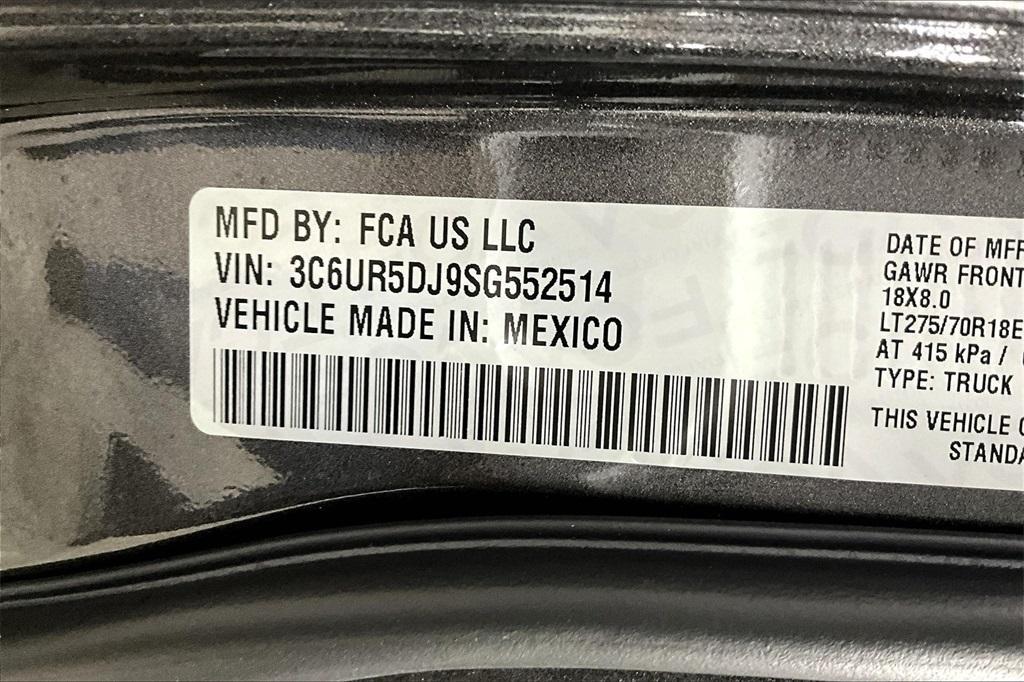 MFD BY: FCA US LLC
VIN: 3C6UR5DJ9SG552514
VEHICLE MADE IN: MEXICO
DATE OF MFR
GAWR FRONT
18X8.0
LT275/70R18E
AT 415 kPa /
TYPE: TRUCK
THIS VEHICLE